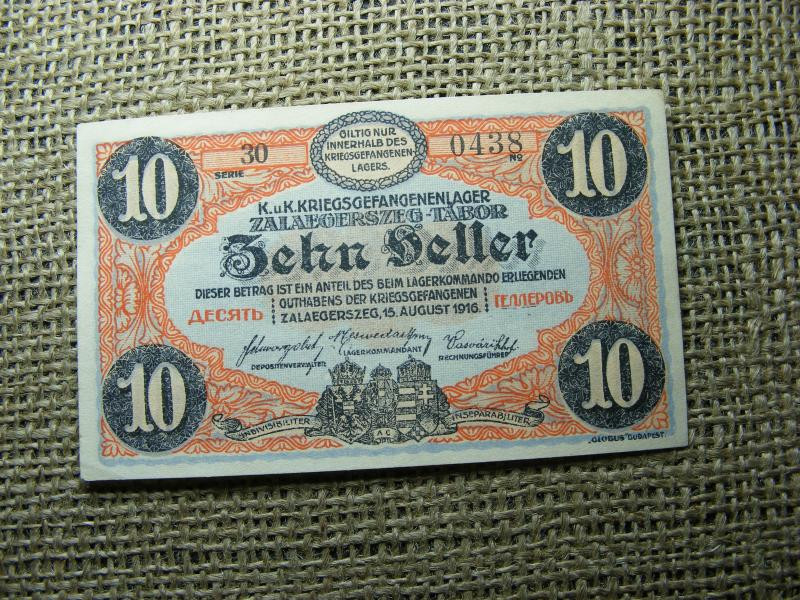 GILTIG NUR
INNERHALB DES
KRIEGSGEFANGENEN-
LAGERS.
10
30
SERIE
0438
No
10
K.u.K. KRIEGSGEFANGENENLAGER
ZALAEGERSZEG-TÁBOR
Zehn Heller
DIESER BETRAG IST EIN ANTEIL DES BEIM LAGERKOMMANDO ERLIEGENDEN
GUTHABENS DER KRIEGSGEFANGENEN
ДЕСЯТЬ
ГЕЛЛЕРОВЬ
ZALAEGERSZEG, 15. AUGUST 1916.
DEPOSITENVERWALTER
LAGERKOMMANDANT
RECHNUNGSFÜHRER
10
10
INDIVISIBILITER
INSEPARABILITER
"GLOBUS" BUDAPEST